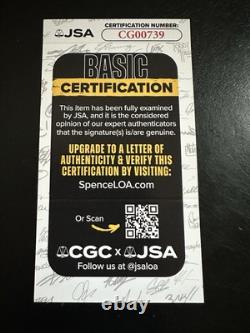 JSA
CERTIFICATION NUMBER:
CG00739
BASIC
CERTIFICATION
This item has been fully examined
by JSA, and it is the considered
opinion of our expert authenticators
that the signature(s) is/are genuine.
UPGRADE TO A LETTER OF
AUTHENTICITY & VERIFY THIS
CERTIFICATION BY VISITING:
SpenceLOA.com
Or Scan
CGC x JSA
Follow us at @jsaloa